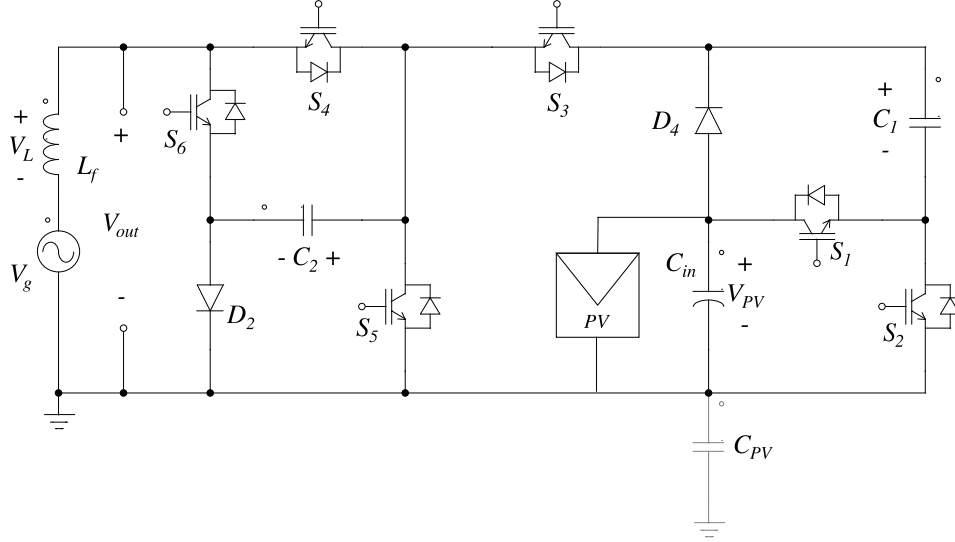 S4
S3
+
VL
-
Lf
S6
+
D4
+
C1
-
Vout
Vg
-
- C2 +
D2
S5
PV
Cin
+
VPV
-
S1
S2
CPV